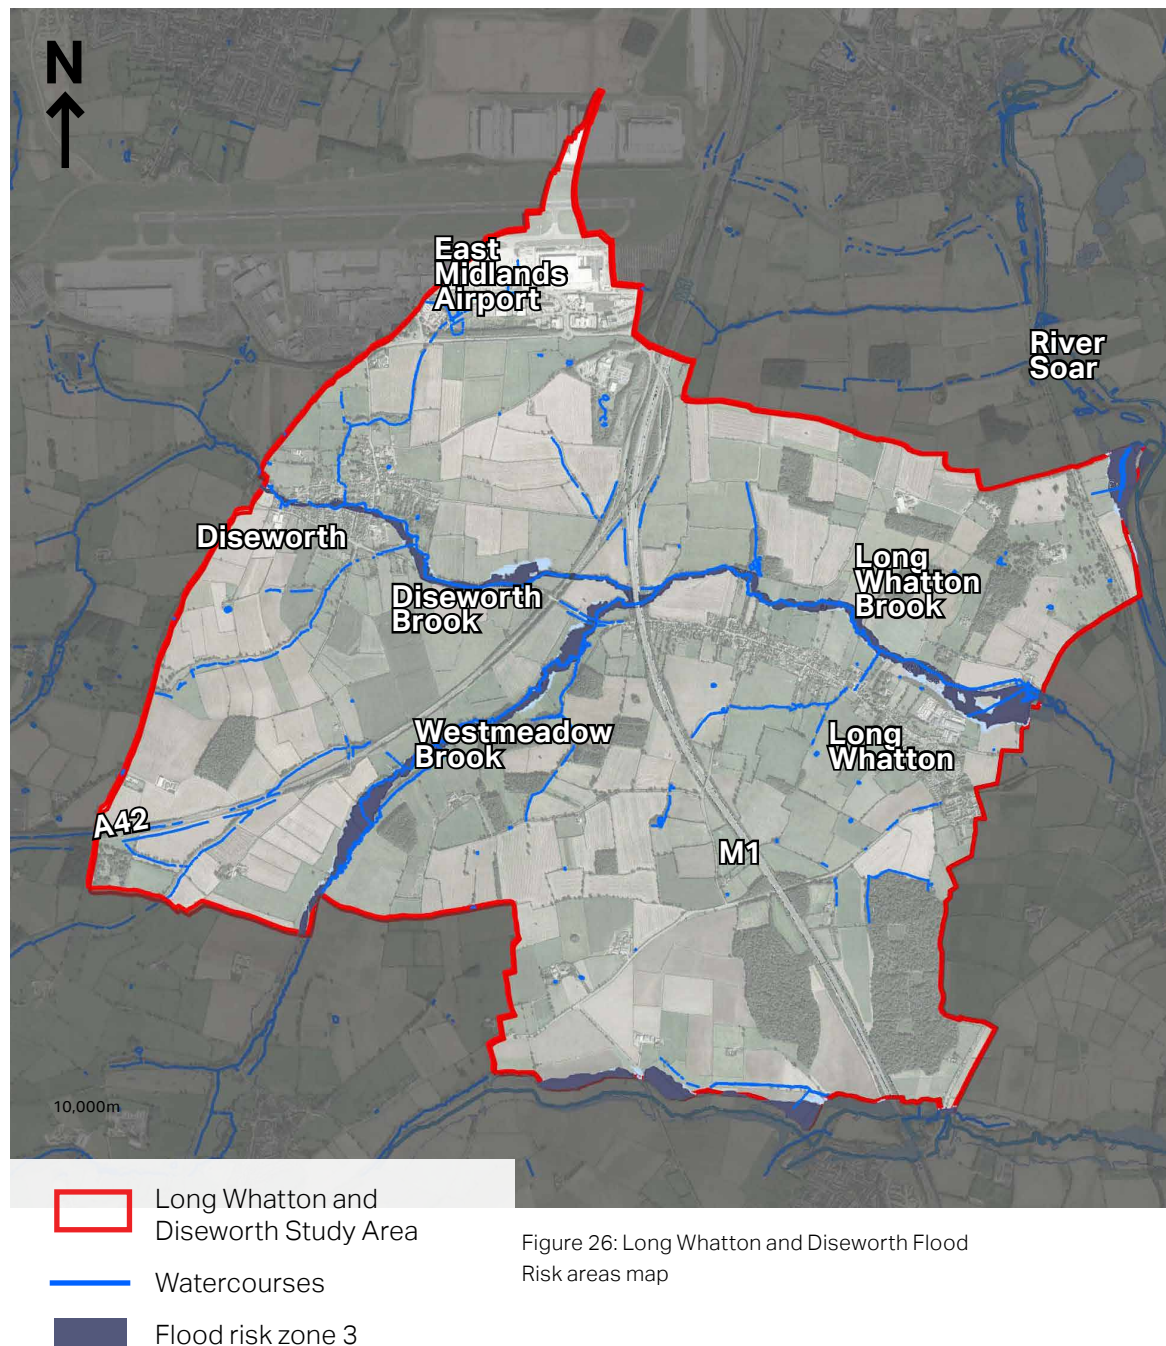 N
East
Midlands
Airport
River
Soar
Diseworth
Long
Whatton
Brook
Diseworth
Brook
Westmeadow
Brook
Long
Whatton
A42
M1
10,000m
Long Whatton and
Diseworth Study Area
Watercourses
Flood risk zone 3
Figure 26: Long Whatton and Diseworth Flood
Risk areas map